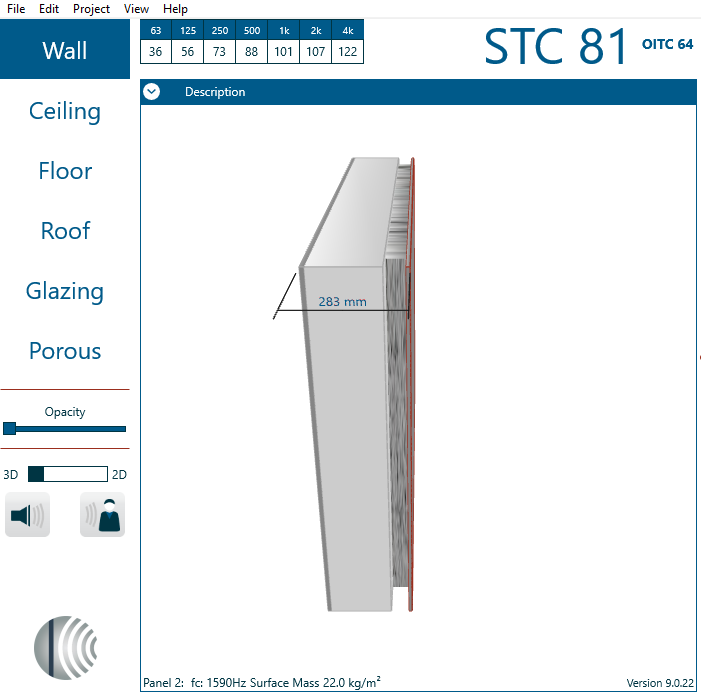 File Edit Project View Help
Wall
63 125 250 500 1k 2k 4k
36 56 73 88 101 107 122
STC 81 OITC 64
Description
Ceiling
Floor
Roof
Glazing
Porous
Opacity
3D 2D
283 mm
Panel 2: fc: 1590Hz Surface Mass 22.0 kg/m²
Version 9.0.22